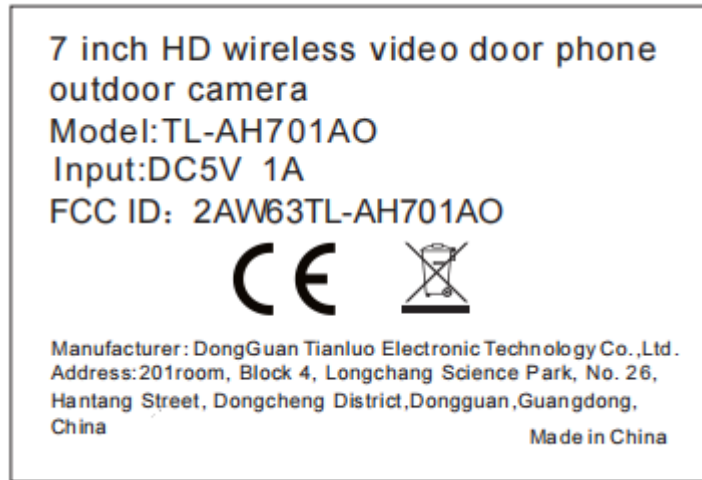 7 inch HD wireless video door phone
outdoor camera
Model:TL-AH701AO
Input:DC5V 1A
FCC ID：2AW63TL-AH701AO
CE
Manufacturer: DongGuan Tianluo Electronic Technology Co.,Ltd.
Address:201room, Block 4, Longchang Science Park, No. 26,
Hantang Street, Dongcheng District,Dongguan,Guangdong,
China
Made in China